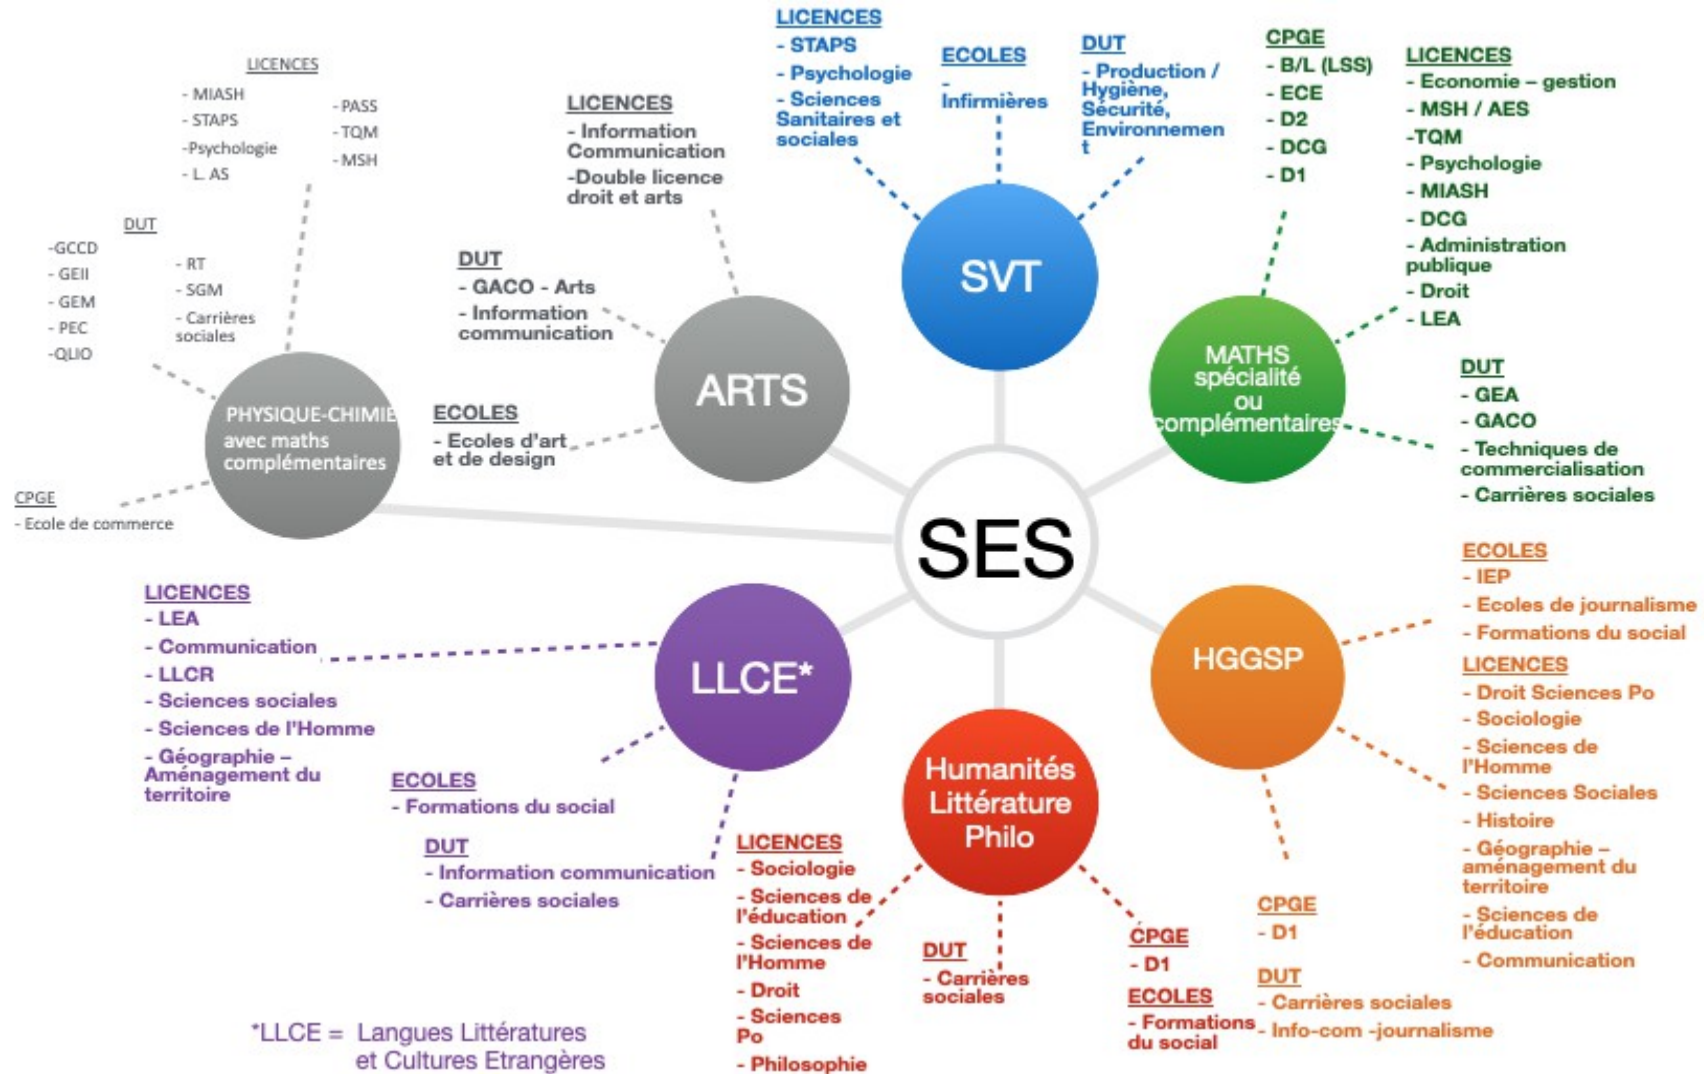 LICENCES
- MIASH
- STAPS
-Psychologie
- L. AS
- PASS
- TQM
- MSH
DUT
-GCCD
- GEII
- GEM
- PEC
-QLIO
- RT
- SGM
- Carrières
sociales
PHYSIQUE-CHIMIE
avec maths
complémentaires
CPGE
- Ecole de commerce
LICENCES
- Information
Communication
-Double licence
droit et arts
DUT
- GACO - Arts
- Information
communication
ECOLES
- Ecoles d'art
et de design
ARTS
LICENCES
- STAPS
- Psychologie
- Sciences
Sanitaires et
sociales
ECOLES
-
Infirmières
DUT
- Production /
Hygiène,
Sécurité,
Environnemen
t
SVT
CPGE
- B/L (LSS)
- ECE
- D2
- DCG
- D1
LICENCES
- Economie – gestion
- MSH / AES
-TQM
- Psychologie
- MIASH
- DCG
- Administration
publique
- Droit
- LEA
MATHS
spécialité
ou
complémentaires
DUT
- GEA
- GACO
- Techniques de
commercialisation
- Carrières sociales
SES
LICENCES
- LEA
- Communication
- LLCR
- Sciences sociales
- Sciences de l'Homme
- Géographie –
Aménagement du
territoire
LLCE*
ECOLES
- Formations du social
DUT
- Information communication
- Carrières sociales
Humanités
Littérature
Philo
LICENCES
- Sociologie
- Sciences de
l'éducation
- Sciences de
l'Homme
- Droit
- Sciences
Po
- Philosophie
DUT
- Carrières
sociales
CPGE
- D1
ECOLES
- Formations
du social
HGGSP
ECOLES
- IEP
- Ecoles de journalisme
- Formations du social
LICENCES
- Droit Sciences Po
- Sociologie
- Sciences de
l'Homme
- Sciences Sociales
- Histoire
- Géographie –
aménagement du
territoire
- Sciences de
l'éducation
- Communication
CPGE
- D1
DUT
- Carrières sociales
- Info-com -journalisme
*LLCE = Langues Littératures
et Cultures Etrangères